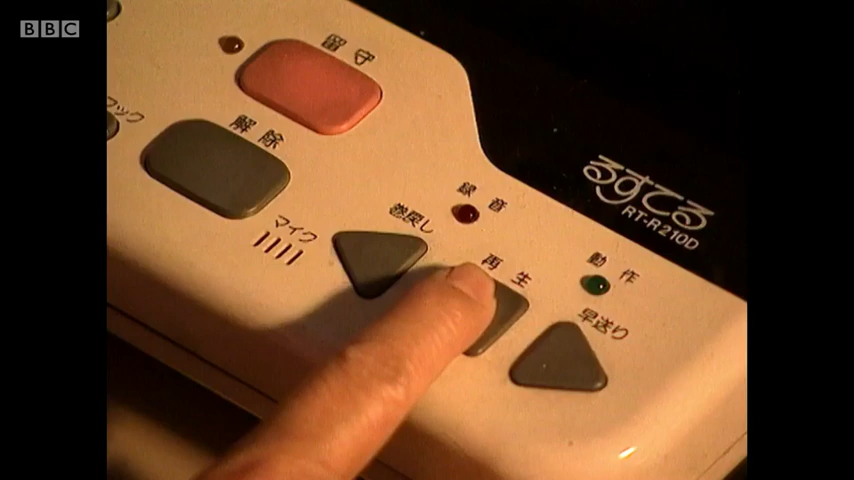 BBC
留守
ック
解除
るすてる
RT-R210D
録音
巻戻し
マイク
再生
動作
早送り